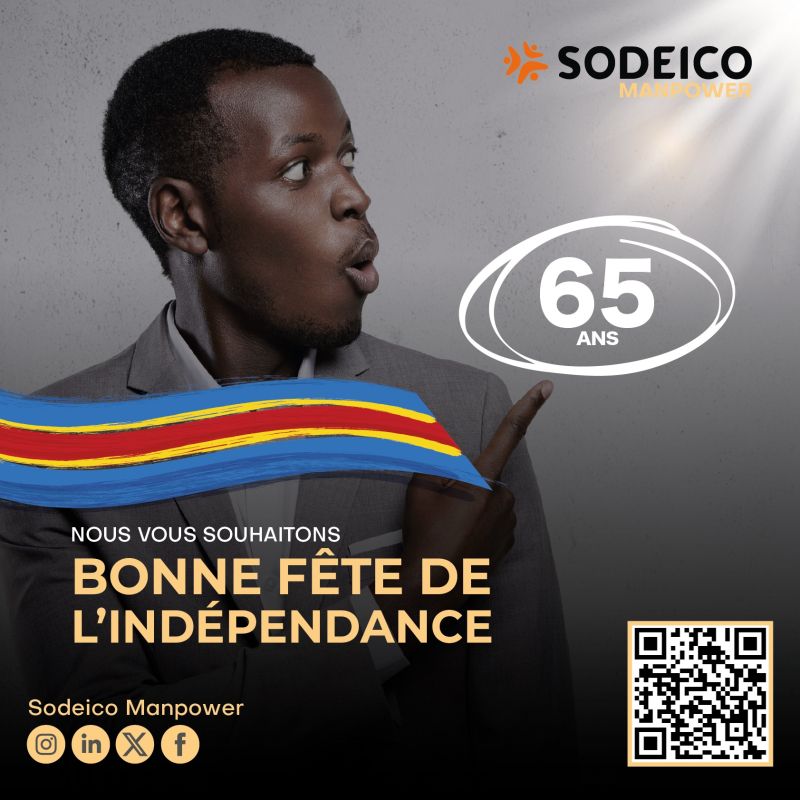 SODEICO
MANPOWER
65
ANS
NOUS VOUS SOUHAITONS
BONNE FÊTE DE
L’INDÉPENDANCE
Sodeico Manpower